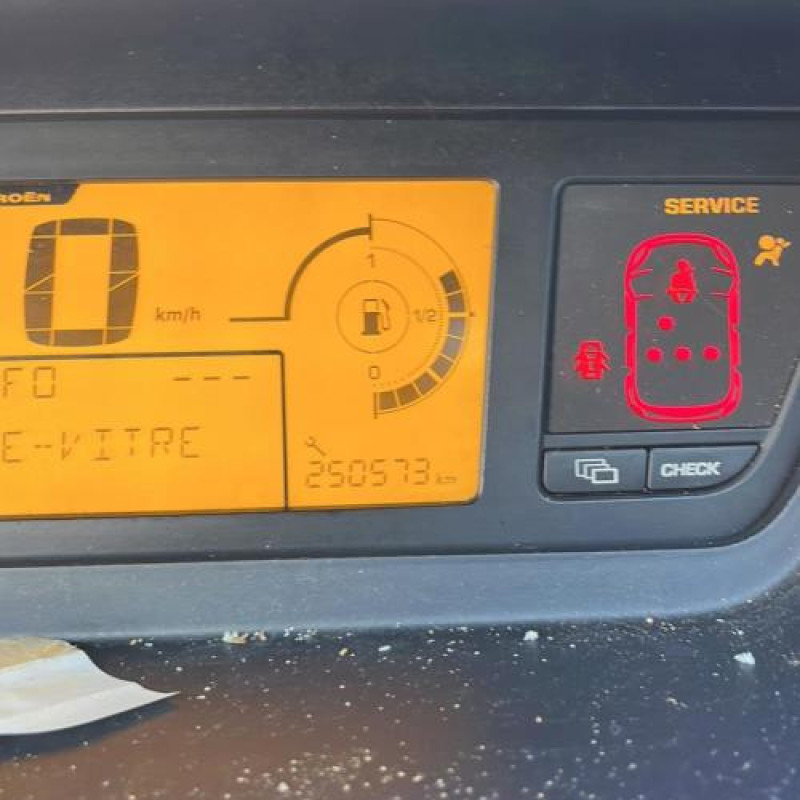 ROËN
0
km/h
1
1/2
0
FO ---
E-VITRE
250573 km
SERVICE
CHECK